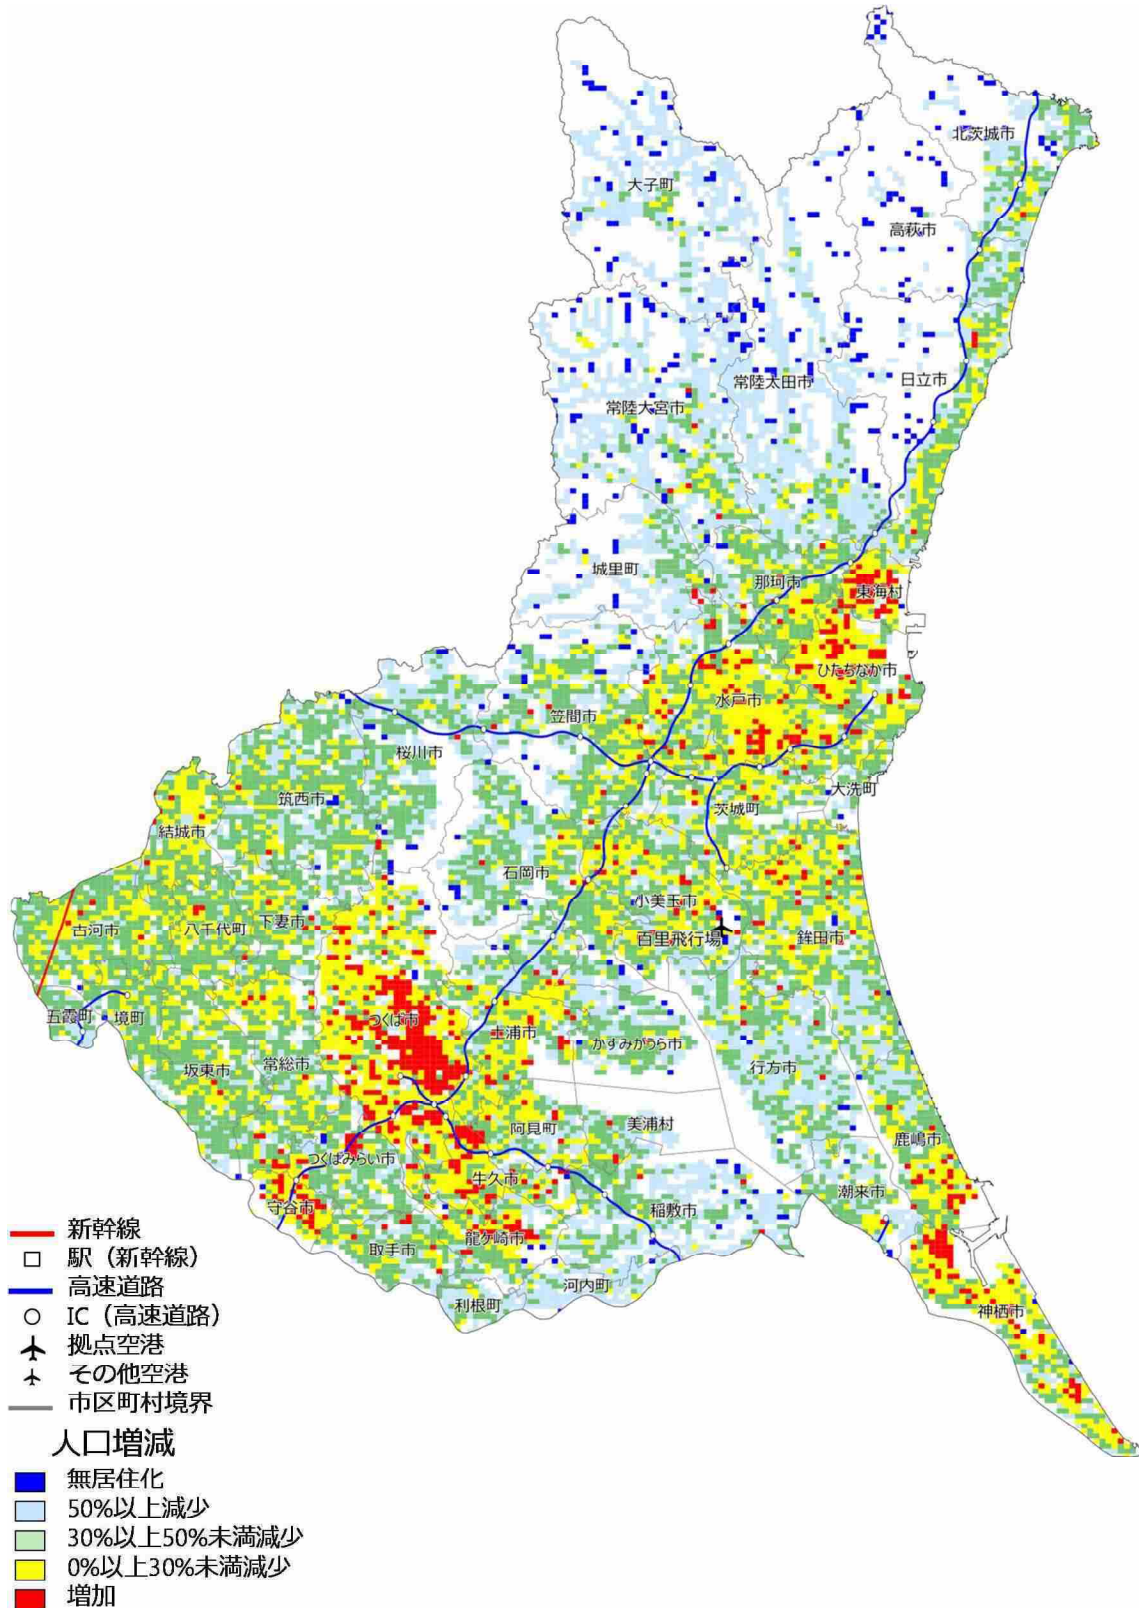 北茨城市
大子町
高萩市
日立市
常陸太田市
常陸大宮市
城里町
那珂市
東海村
ひたちなか市
水戸市
笠間市
桜川市
大洗町
茨城町
筑西市
結城市
石岡市
小美玉市
下妻市
八千代町
古河市
百里飛行場
鉾田市
五霞町
境町
つくば市
土浦市
かすみがうら市
坂東市
常総市
行方市
美浦村
阿見町
鹿嶋市
つくばみらい市
牛久市
潮来市
守谷市
稲敷市
取手市
龍ケ崎市
河内町
利根町
神栖市
新幹線
駅（新幹線）
高速道路
IC（高速道路）
拠点空港
その他空港
市区町村境界
人口増減
無居住化
50%以上減少
30%以上50%未満減少
0%以上30%未満減少
増加